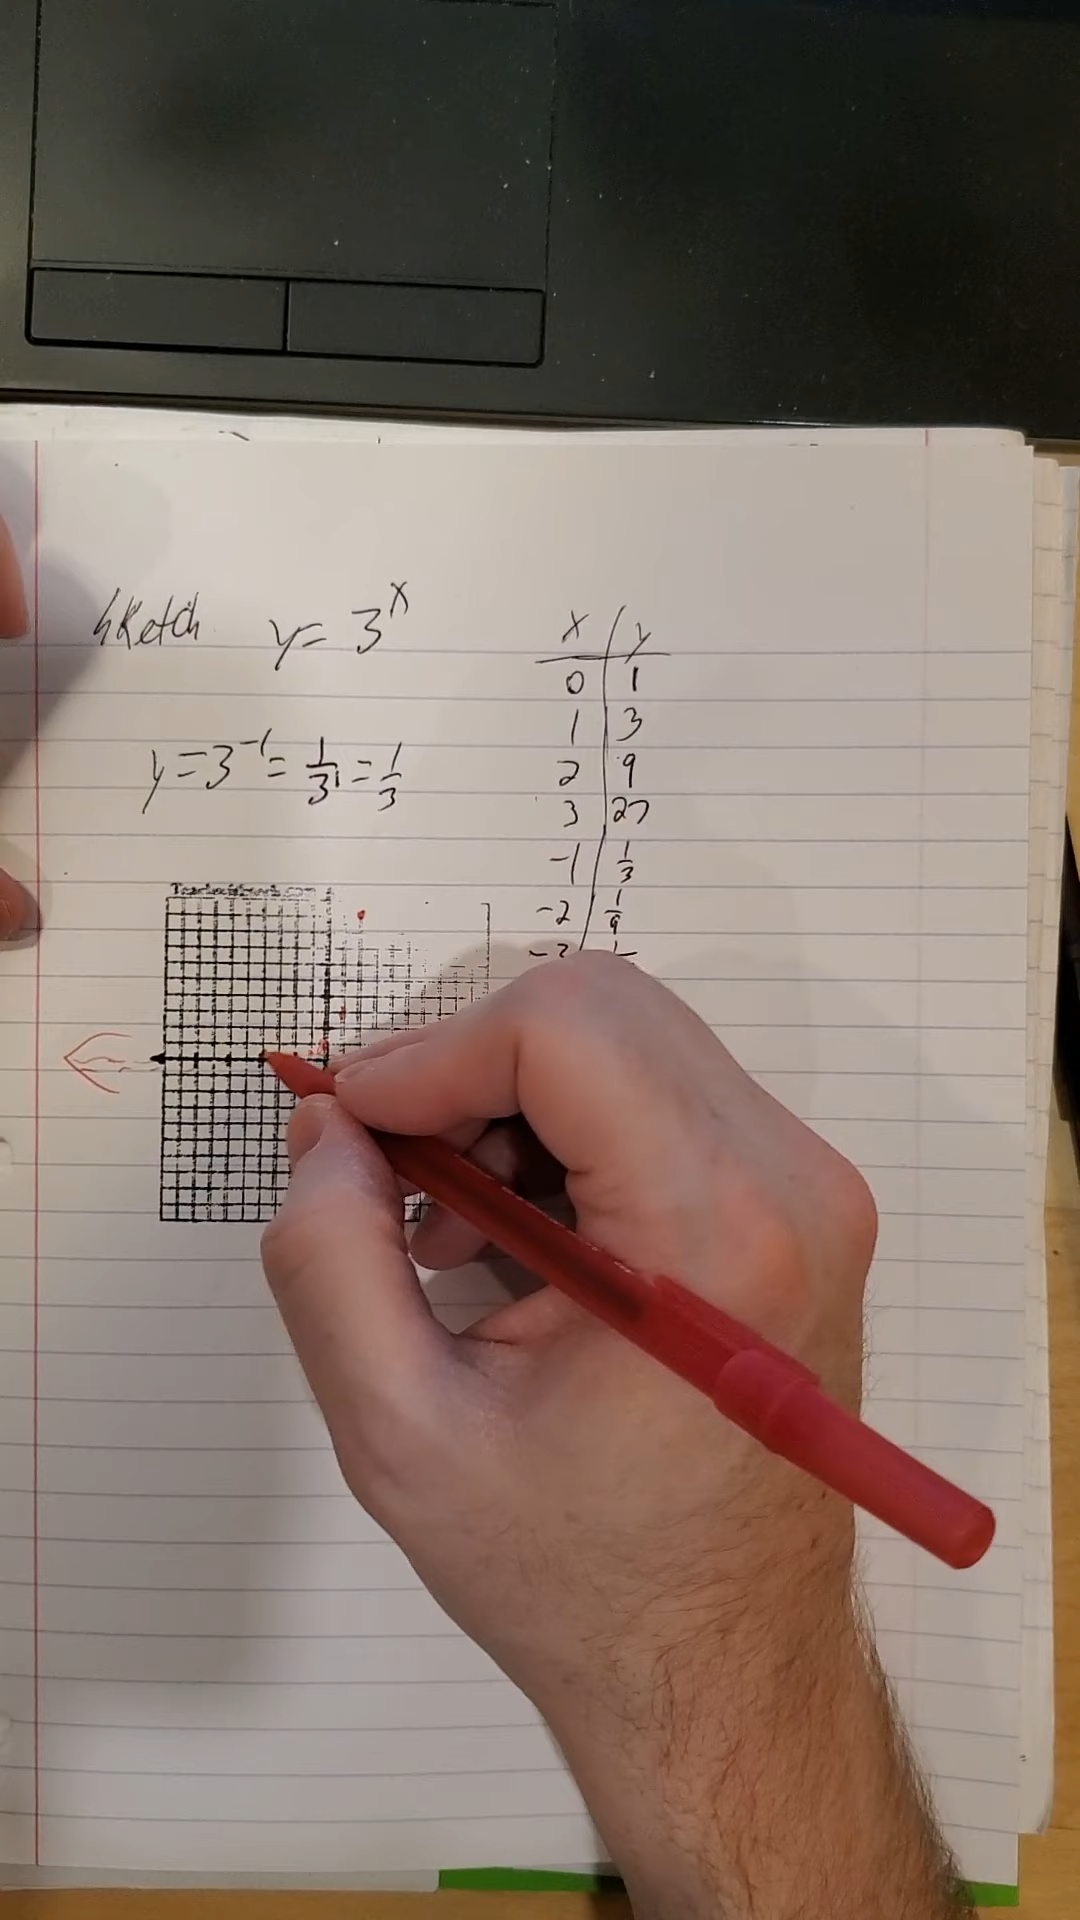 Sketch y = 3^x
x y
0 1
1 3
2 9
3 27
-1 1/3
-2 1/9
y = 3^-1 = 1/3^1 = 1/3